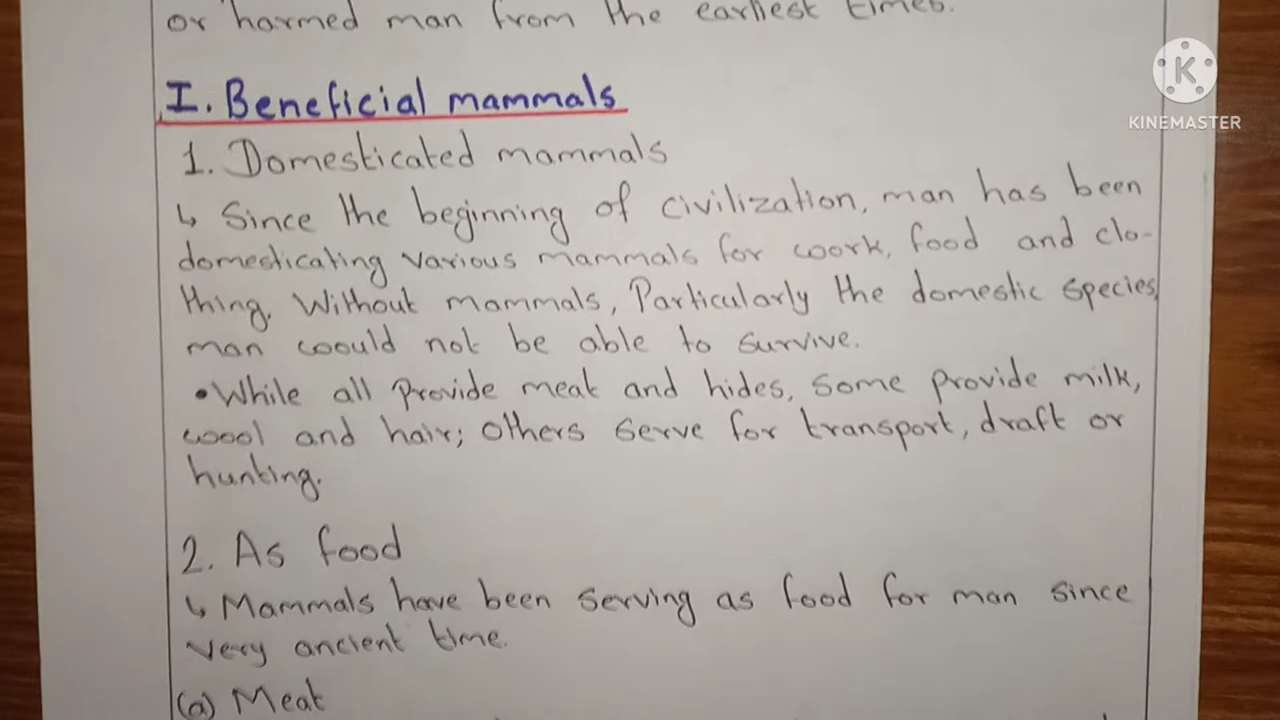 or harmed man from the earliest times.
I. Beneficial mammals
1. Domesticated mammals
↳ Since the beginning of civilization, man has been
domesticating various mammals for work, food and clo-
thing. Without mammals, Particularly the domestic species,
man would not be able to survive.
• While all provide meat and hides, some provide milk,
wool and hair; others serve for transport, draft or
hunting.
2. As food
↳ Mammals have been serving as food for man since
very ancient time.
(a) Meat
K
KINEMASTER